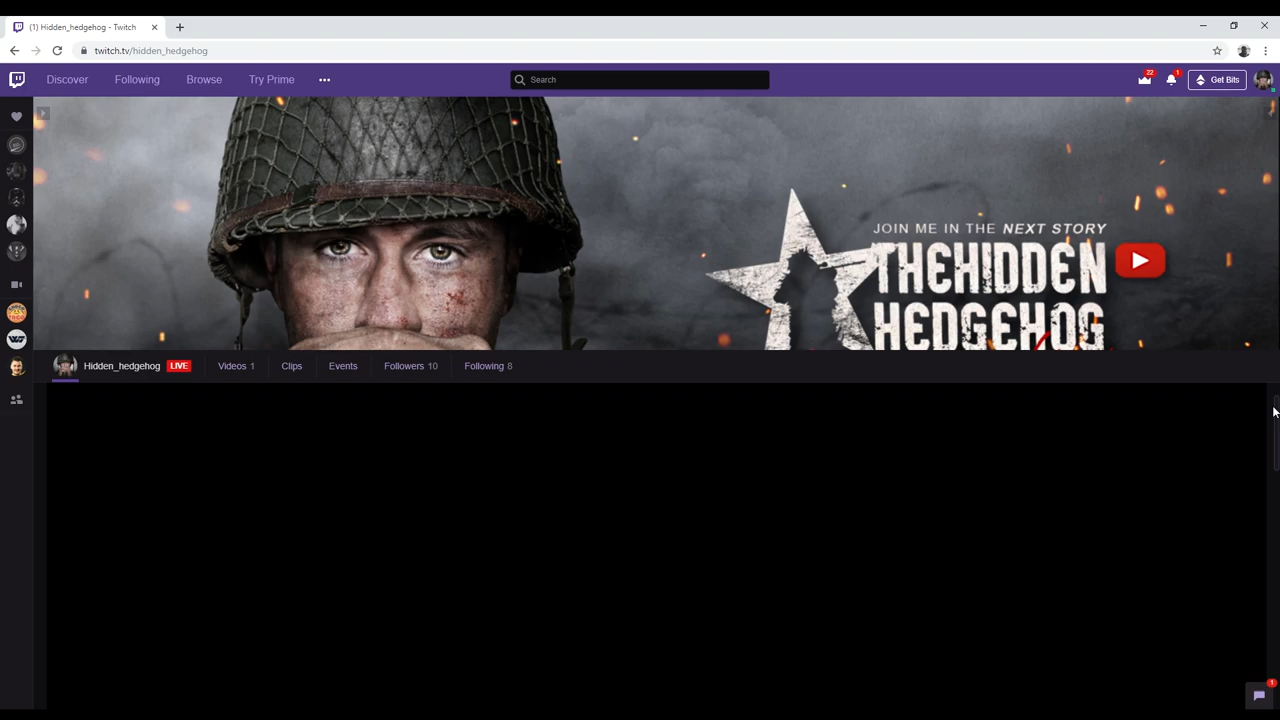 (1) Hidden_hedgehog - Twitch
twitch.tv/hidden_hedgehog
Discover
Following
Browse
Try Prime
Search
22
1
Get Bits
JOIN ME IN THE NEXT STORY
THEHIDDEN
HEDGEHOG
Hidden_hedgehog
LIVE
Videos 1
Clips
Events
Followers 10
Following 8
1